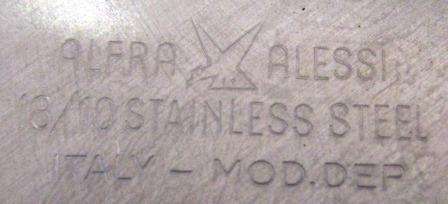 ALFRA ALESSI
18/10 STAINLESS STEEL
ITALY - MOD.DEP.